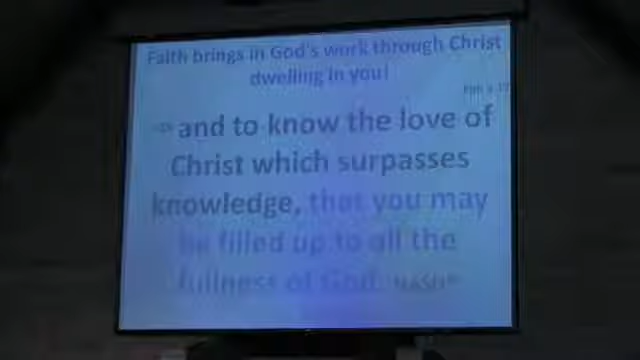 Faith brings in God's work through Christ
dwelling in you!
and to know the love of
Christ which surpasses
knowledge, that you may
be filled up to all the
fullness of God.